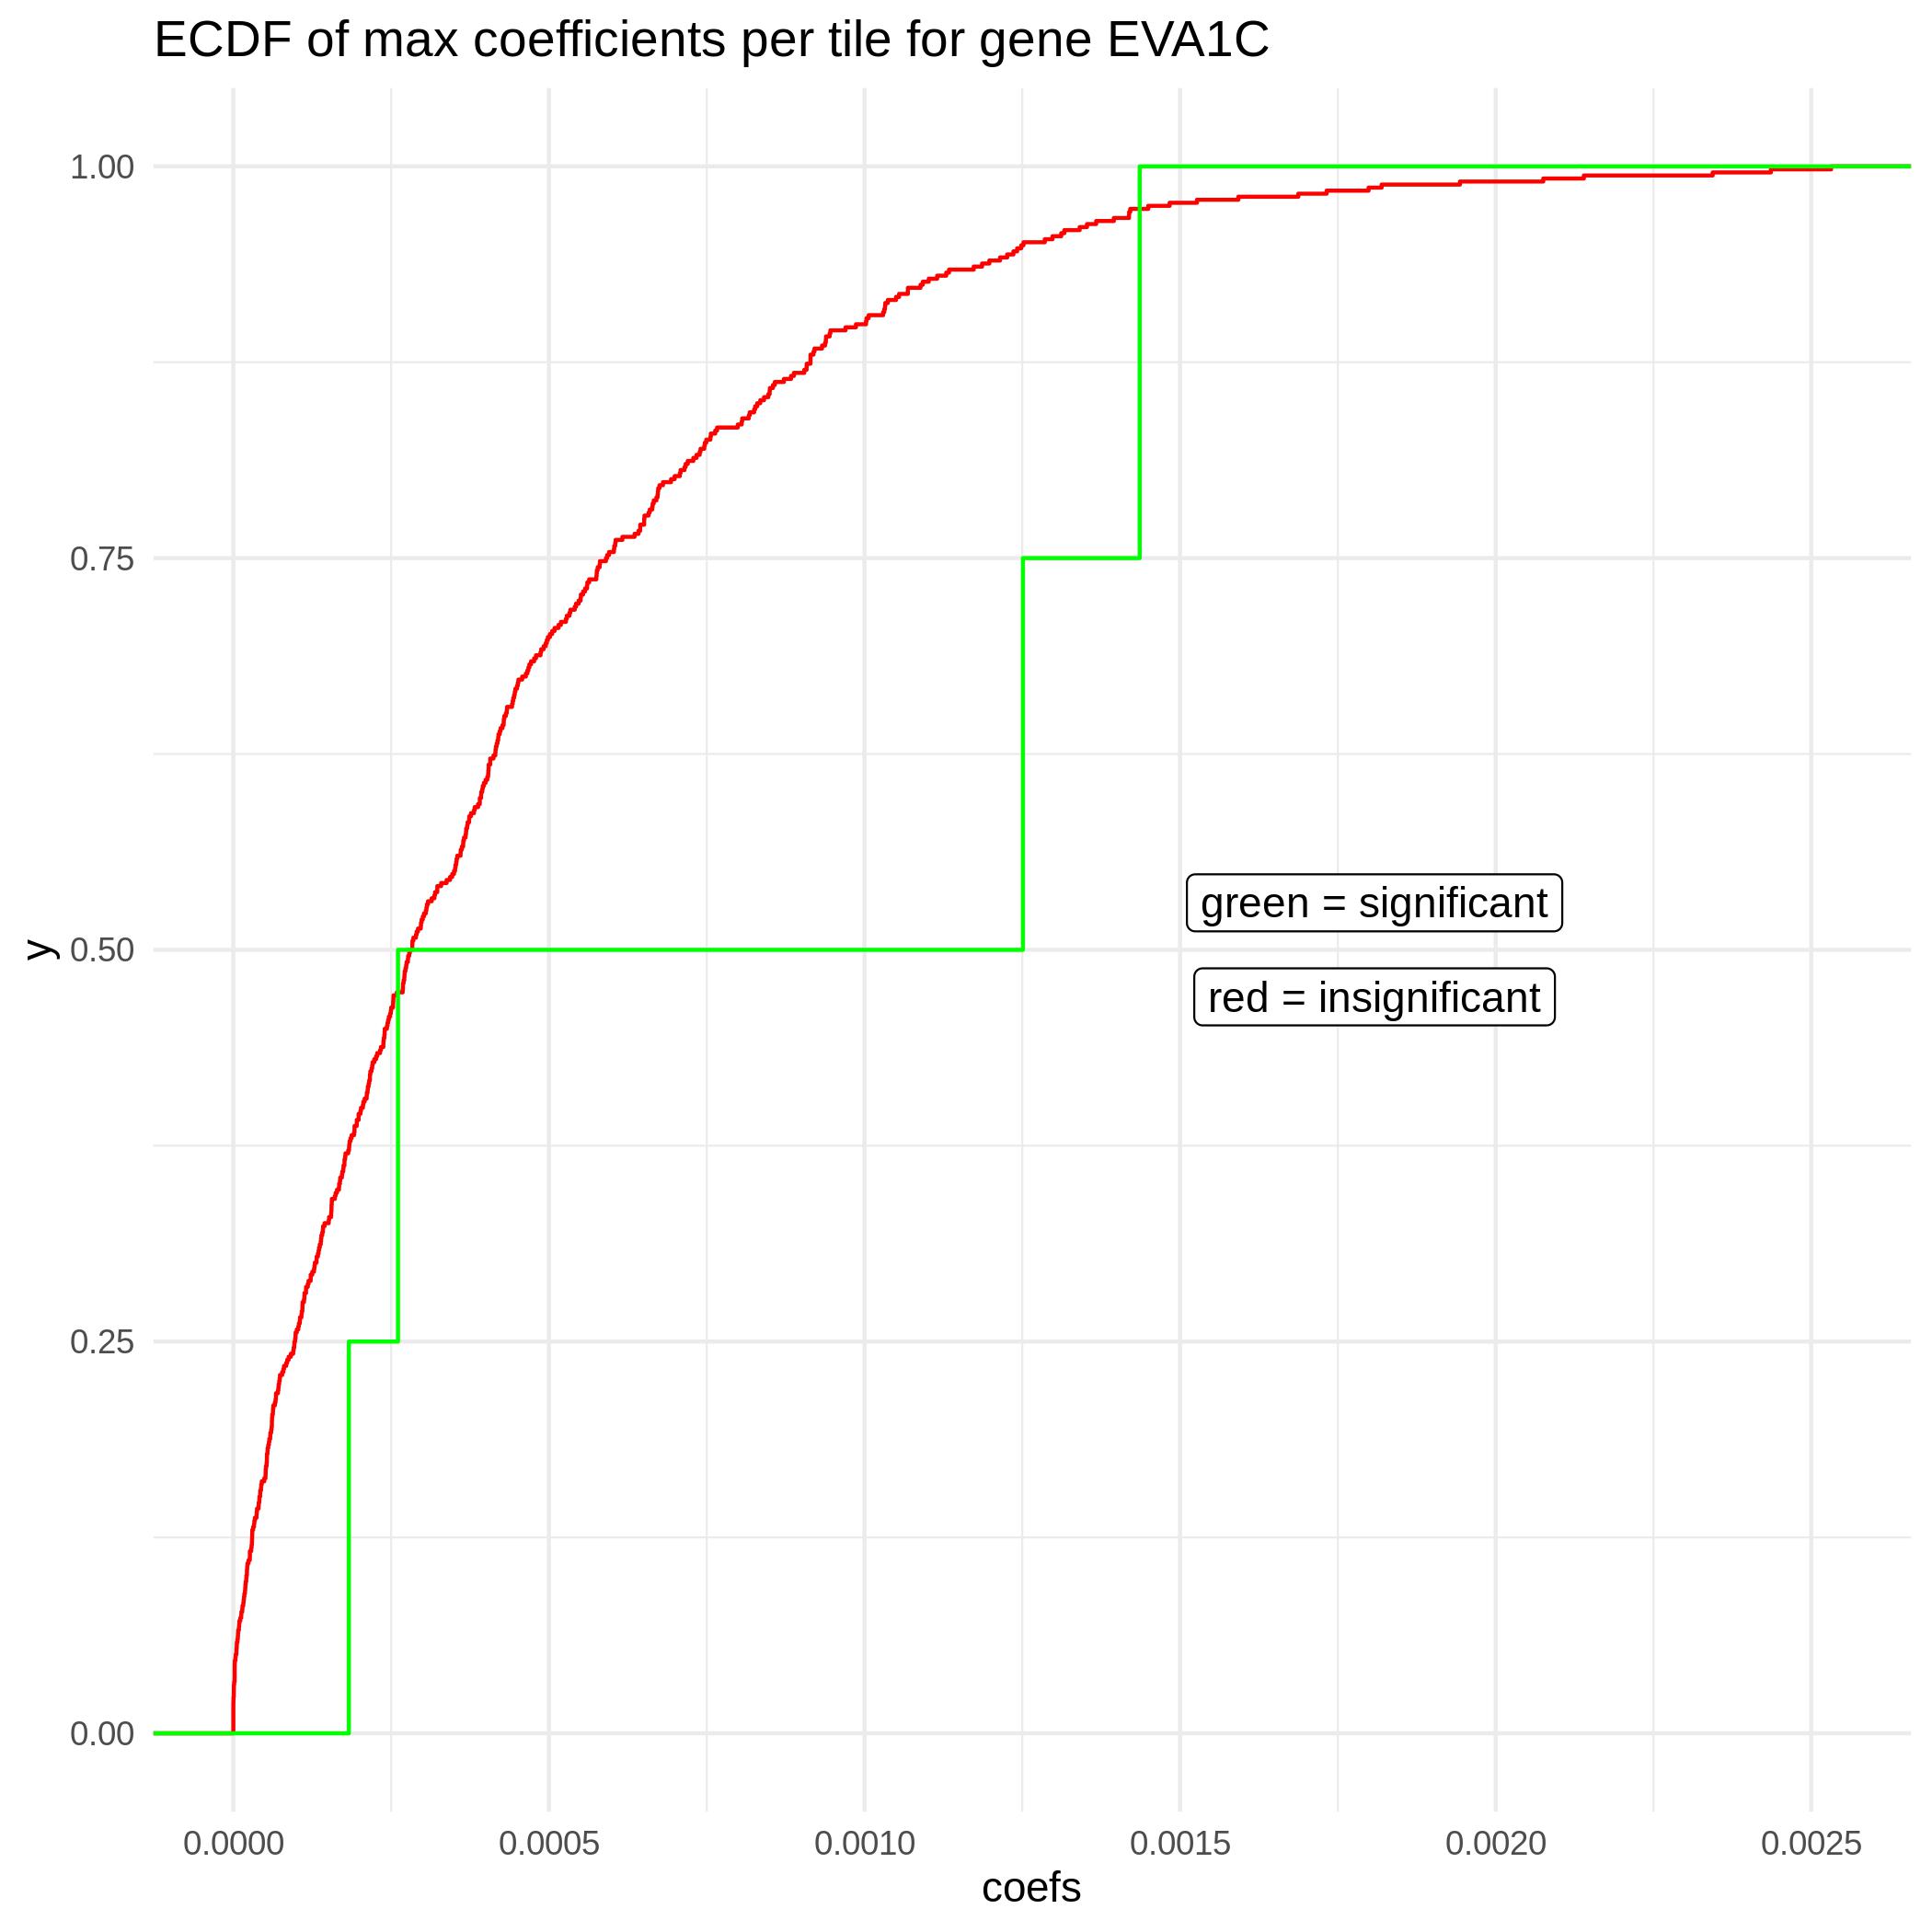 ECDF of max coefficients per tile for gene EVA1C
1.00
0.75
0.50
0.25
0.00
y
green = significant
red = insignificant
0.0000 0.0005 0.0010 0.0015 0.0020 0.0025
coefs